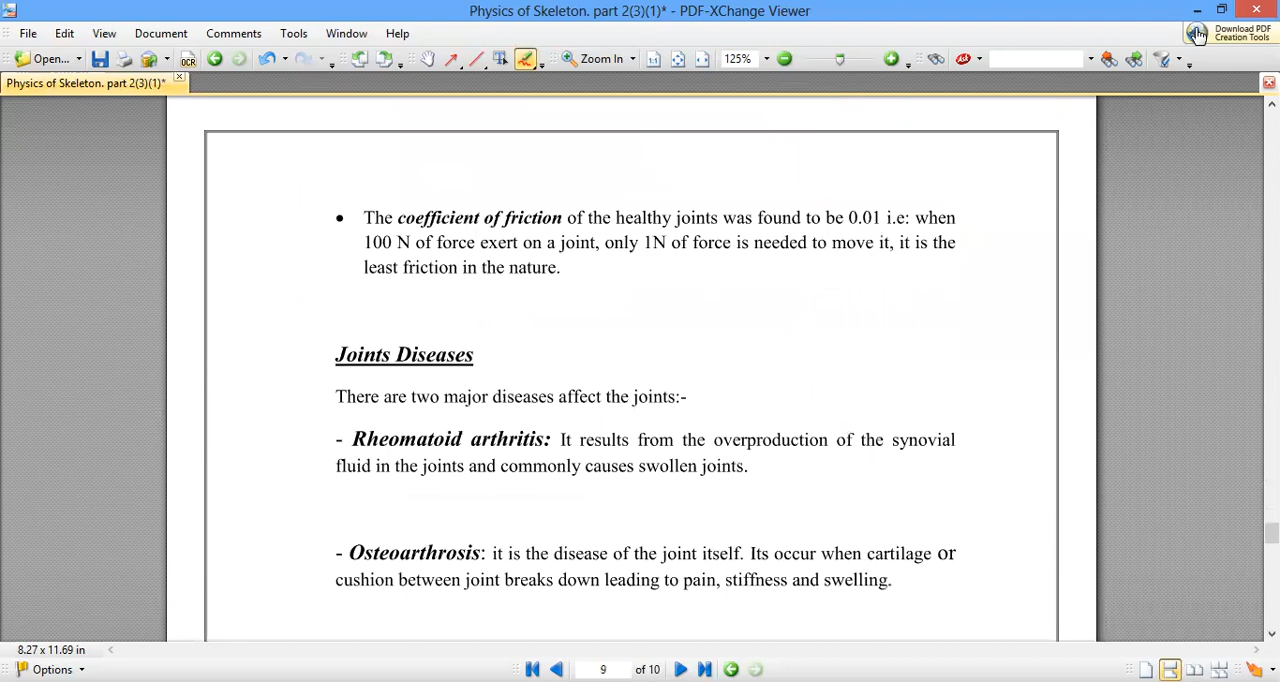 Physics of Skeleton. part 2(3)(1)* - PDF-XChange Viewer
File Edit View Document Comments Tools Window Help
Download PDF
Creation Tools
Open... OCR Zoom In 125%
Physics of Skeleton. part 2(3)(1)*
• The coefficient of friction of the healthy joints was found to be 0.01 i.e: when
100 N of force exert on a joint, only 1N of force is needed to move it, it is the
least friction in the nature.
Joints Diseases
There are two major diseases affect the joints:-
- Rheomatoid arthritis: It results from the overproduction of the synovial
fluid in the joints and commonly causes swollen joints.
- Osteoarthrosis: it is the disease of the joint itself. Its occur when cartilage or
cushion between joint breaks down leading to pain, stiffness and swelling.
8.27 x 11.69 in
Options 9 of 10